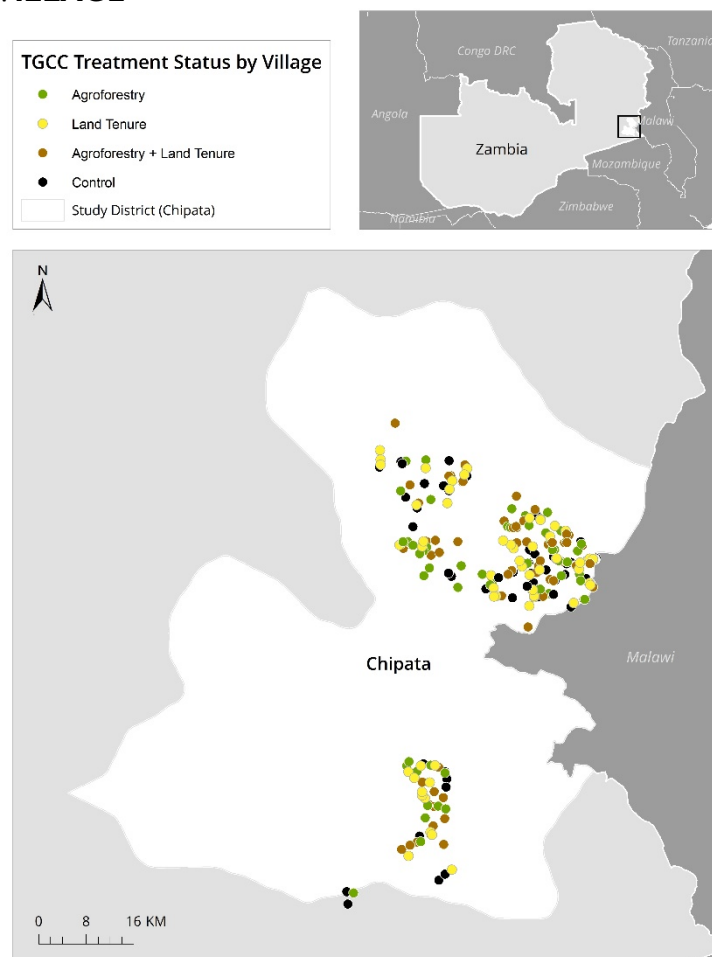 TGCC Treatment Status by Village
Agroforestry
Land Tenure
Agroforestry + Land Tenure
Control
Study District (Chipata)
Congo DRC
Tanzania
Angola
Malawi
Zambia
Mozambique
Zimbabwe
Namibia
N
Malawi
Chipata
0 8 16 KM